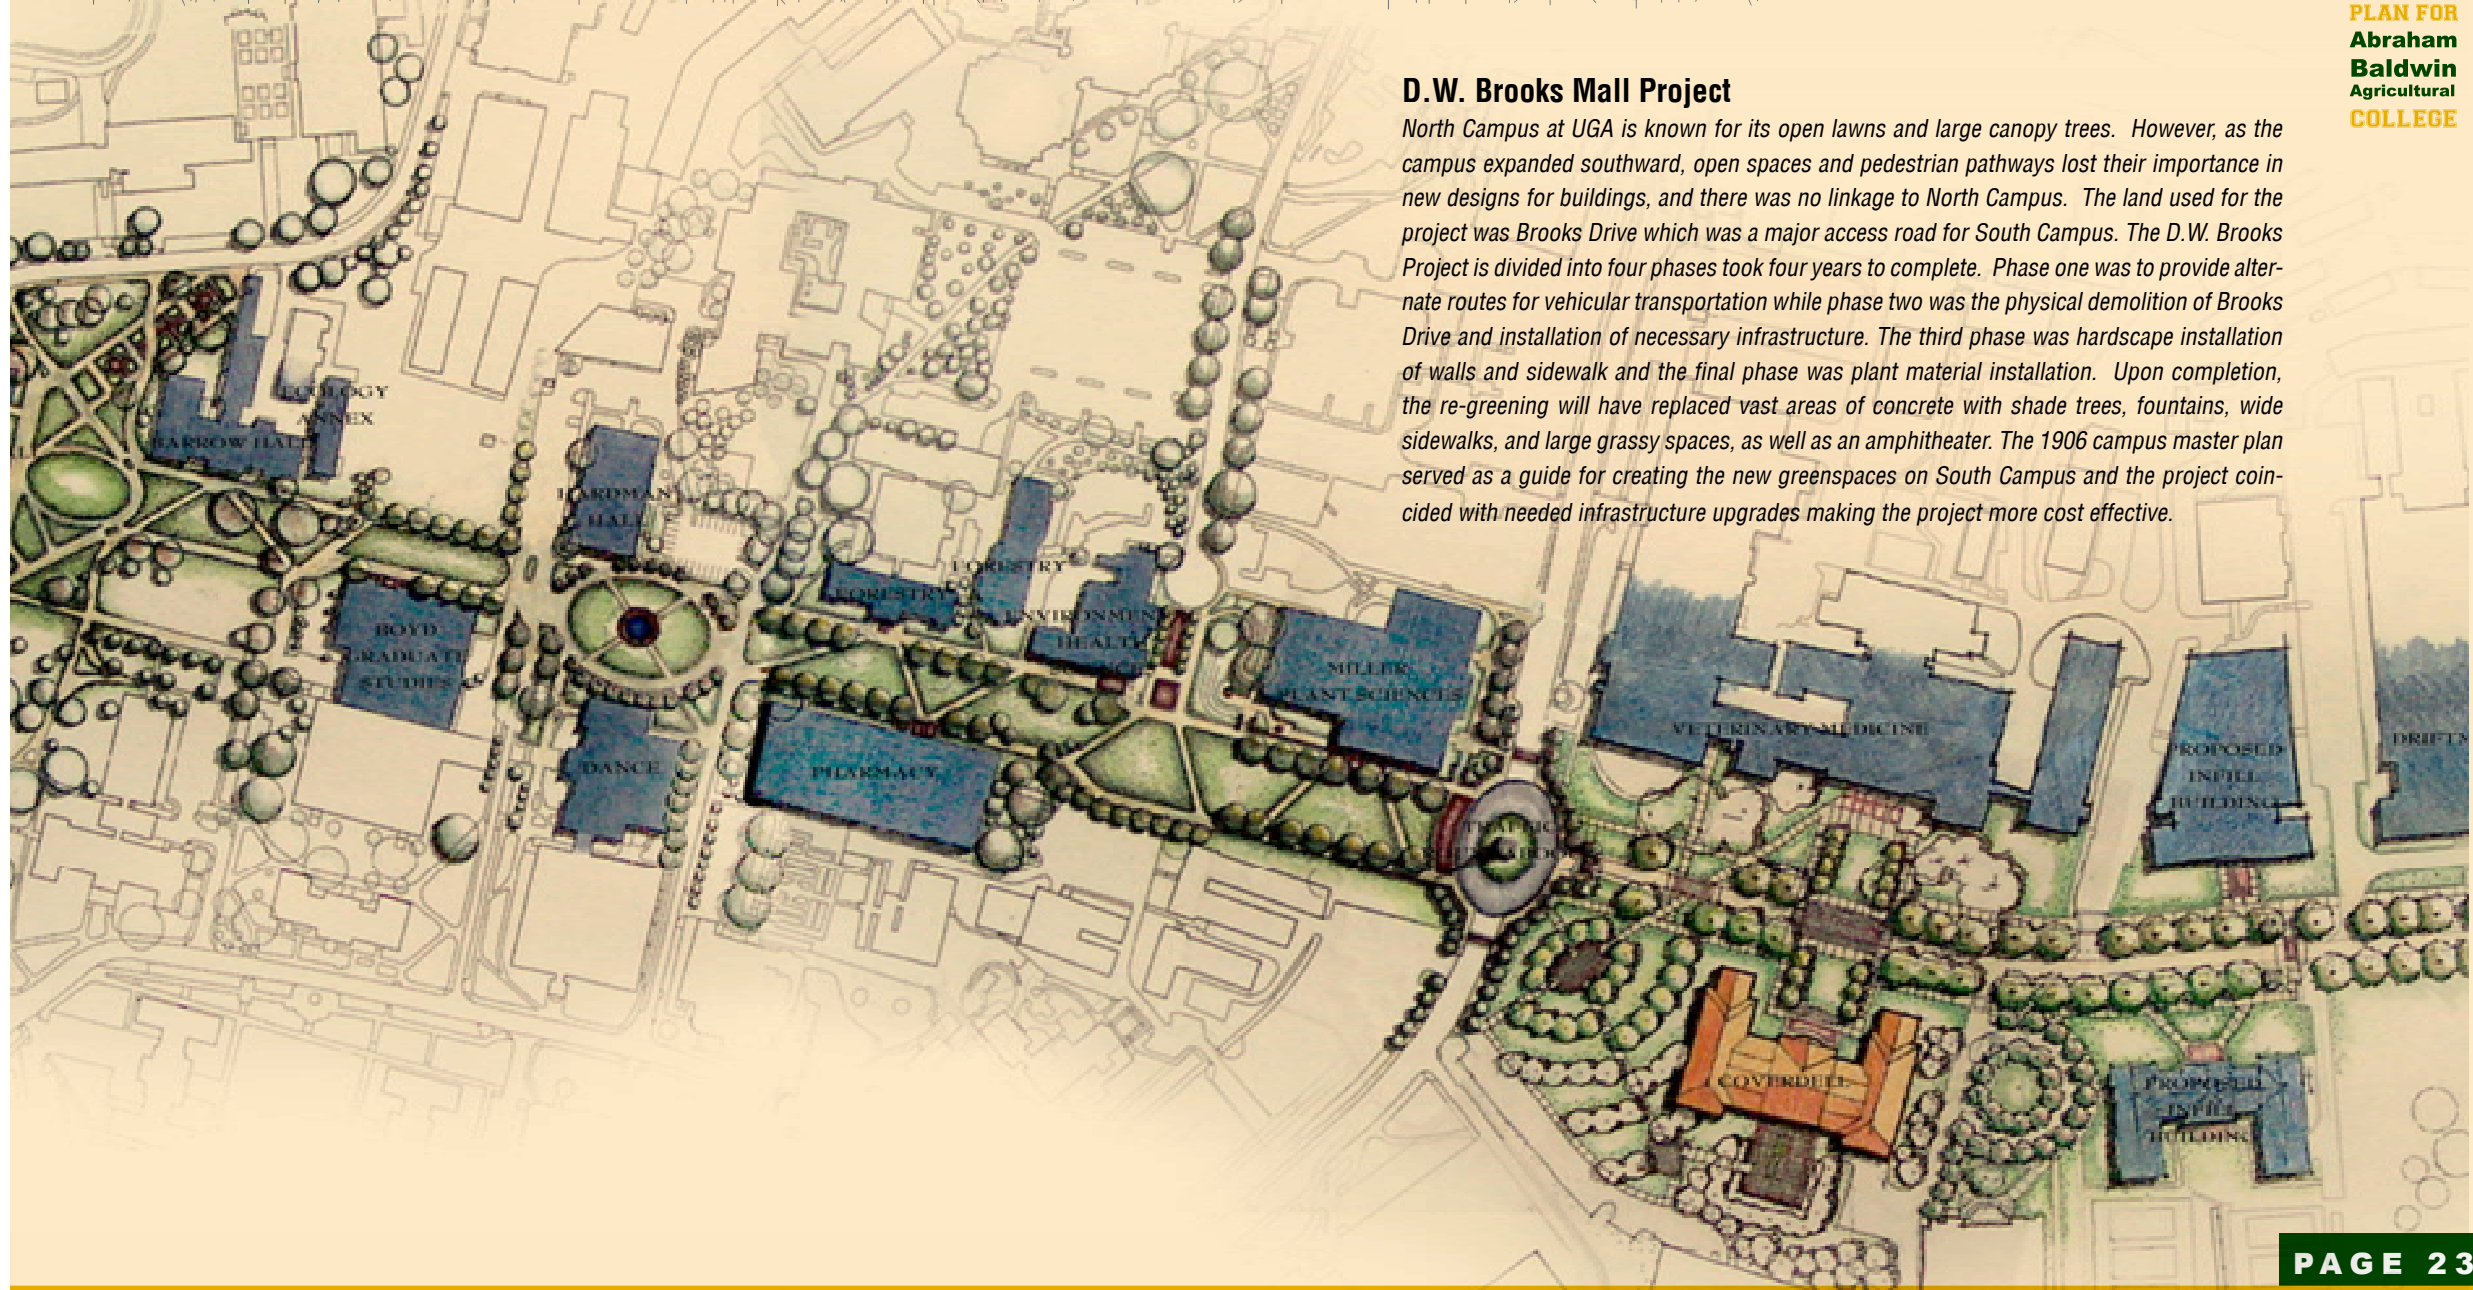 PLAN FOR
Abraham
Baldwin
Agricultural
COLLEGE
D.W. Brooks Mall Project
North Campus at UGA is known for its open lawns and large canopy trees.  However, as the
campus expanded southward, open spaces and pedestrian pathways lost their importance in
new designs for buildings, and there was no linkage to North Campus.  The land used for the
project was Brooks Drive which was a major access road for South Campus. The D.W. Brooks
Project is divided into four phases took four years to complete.  Phase one was to provide alter-
nate routes for vehicular transportation while phase two was the physical demolition of Brooks
Drive and installation of necessary infrastructure. The third phase was hardscape installation
of walls and sidewalk and the final phase was plant material installation.  Upon completion,
the re-greening will have replaced vast areas of concrete with shade trees, fountains, wide
sidewalks, and large grassy spaces, as well as an amphitheater. The 1906 campus master plan
served as a guide for creating the new greenspaces on South Campus and the project coin-
cided with needed infrastructure upgrades making the project more cost effective.
ECOLOGY
ANNEX
BARROW HALL
HARDMAN
HALL
FORESTRY
FORESTRY
ENVIRONMENT
HEALTH
BOYD
GRADUATE
STUDIES
MILLER
PLANT SCIENCES
VETERINARY MEDICINE
DANCE
PHARMACY
PROPOSED
INFILL
BUILDING
TRAFFIC
COVERDELL
PROPOSED
INFILL
BUILDING
PAGE 23